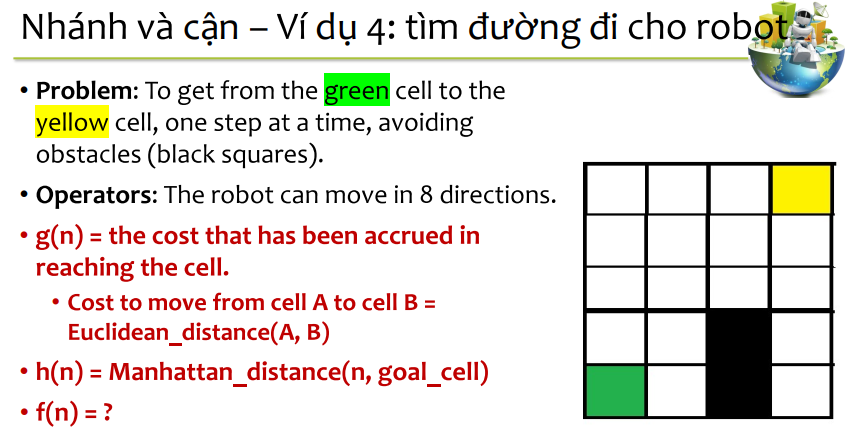 Nhánh và cận – Ví dụ 4: tìm đường đi cho robot
• Problem: To get from the green cell to the
yellow cell, one step at a time, avoiding
obstacles (black squares).
• Operators: The robot can move in 8 directions.
• g(n) = the cost that has been accrued in
reaching the cell.
• Cost to move from cell A to cell B =
Euclidean_distance(A, B)
• h(n) = Manhattan_distance(n, goal_cell)
• f(n) = ?